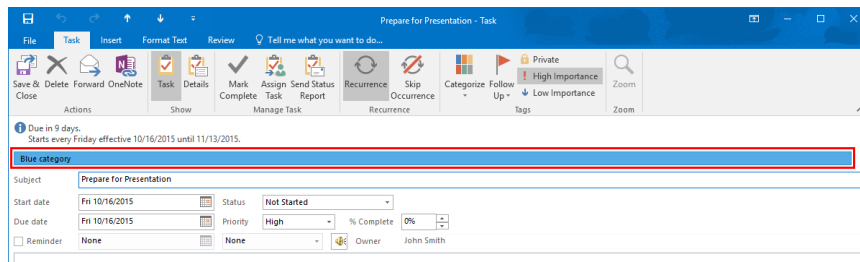 Prepare for Presentation - Task
File Task Insert Format Text Review Tell me what you want to do...
Save & Close Delete Forward OneNote Task Details Mark Complete Assign Task Send Status Report Recurrence Skip Occurrence Categorize Follow Up Private High Importance Low Importance Zoom
Actions Show Manage Task Recurrence Tags Zoom
Due in 9 days.
Starts every Friday effective 10/16/2015 until 11/13/2015.
Blue category
Subject Prepare for Presentation
Start date Fri 10/16/2015 Status Not Started
Due date Fri 10/16/2015 Priority High % Complete 0%
Reminder None None Owner John Smith